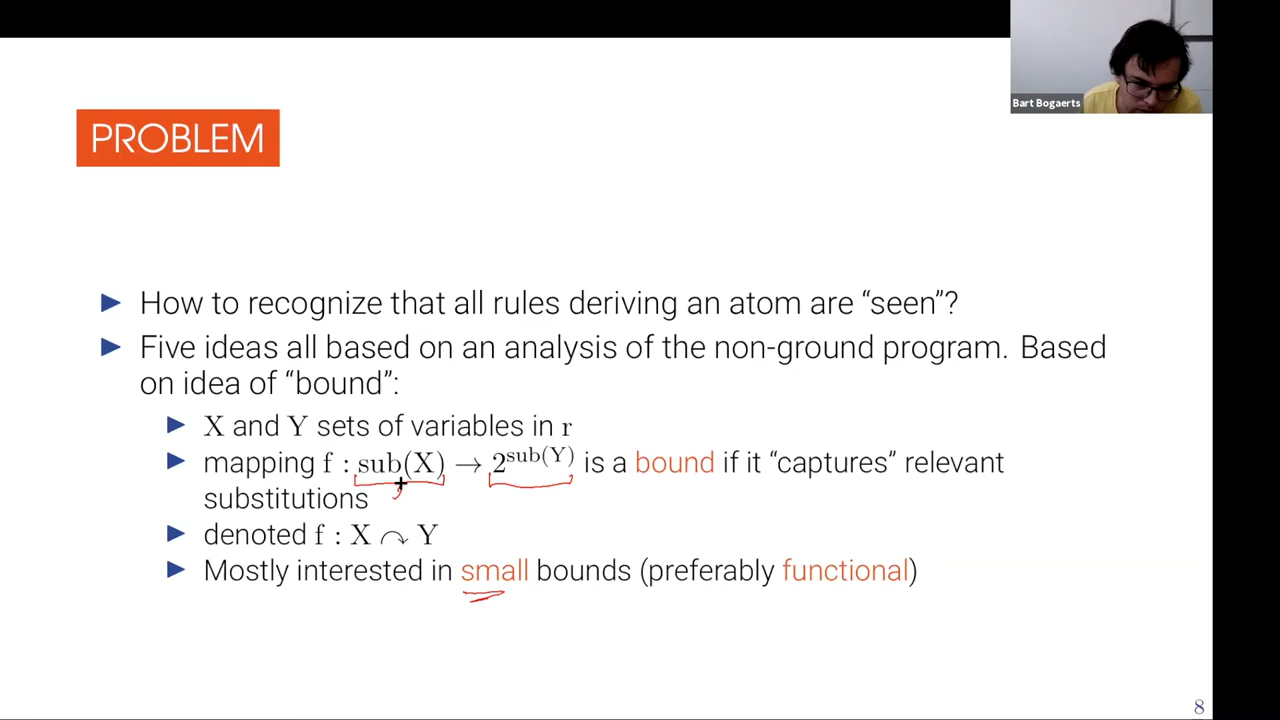 Bart Bogaerts
PROBLEM
► How to recognize that all rules deriving an atom are “seen”?
► Five ideas all based on an analysis of the non-ground program. Based
on idea of “bound”:
► X and Y sets of variables in r
► mapping f : sub(X) → 2^sub(Y) is a bound if it “captures” relevant
substitutions
► denoted f : X ↷ Y
► Mostly interested in small bounds (preferably functional)
8